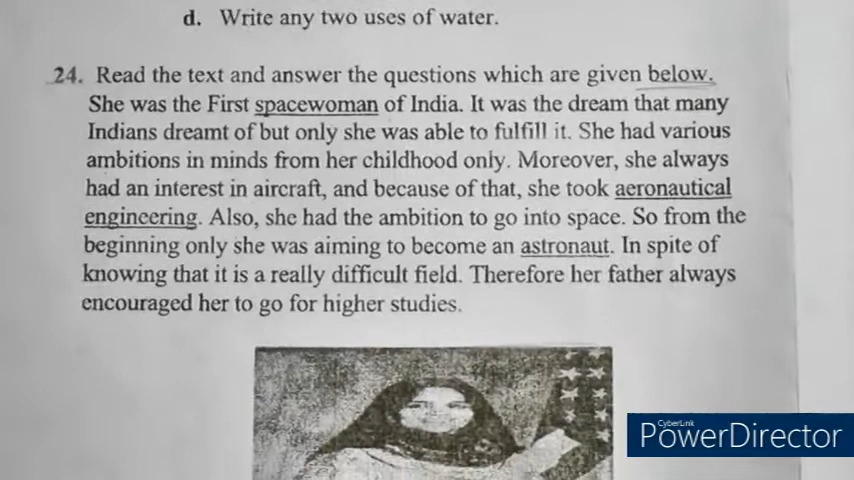 d. Write any two uses of water.
24. Read the text and answer the questions which are given below.
She was the First spacewoman of India. It was the dream that many
Indians dreamt of but only she was able to fulfill it. She had various
ambitions in minds from her childhood only. Moreover, she always
had an interest in aircraft, and because of that, she took aeronautical
engineering. Also, she had the ambition to go into space. So from the
beginning only she was aiming to become an astronaut. In spite of
knowing that it is a really difficult field. Therefore her father always
encouraged her to go for higher studies.
CyberLink
PowerDirector